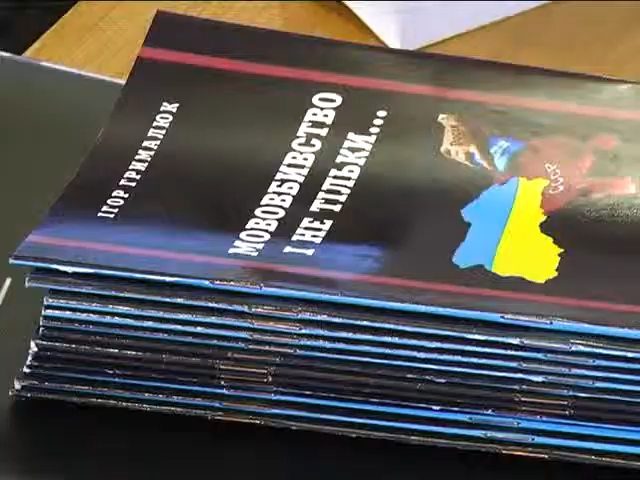 ІГОР ГРИМАЛЮК
МОВОВБИВСТВО
І НЕ ТІЛЬКИ...
СССР